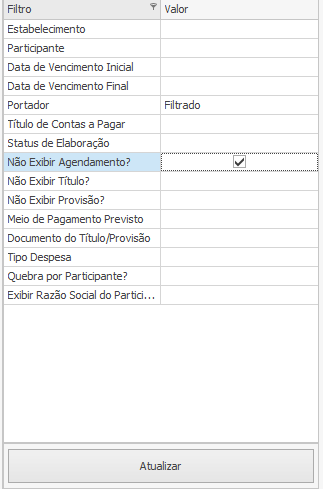 Filtro Valor
Estabelecimento
Participante
Data de Vencimento Inicial
Data de Vencimento Final
Portador Filtrado
Título de Contas a Pagar
Status de Elaboração
Não Exibir Agendamento?
Não Exibir Título?
Não Exibir Provisão?
Meio de Pagamento Previsto
Documento do Título/Provisão
Tipo Despesa
Quebra por Participante?
Exibir Razão Social do Partici...
Atualizar